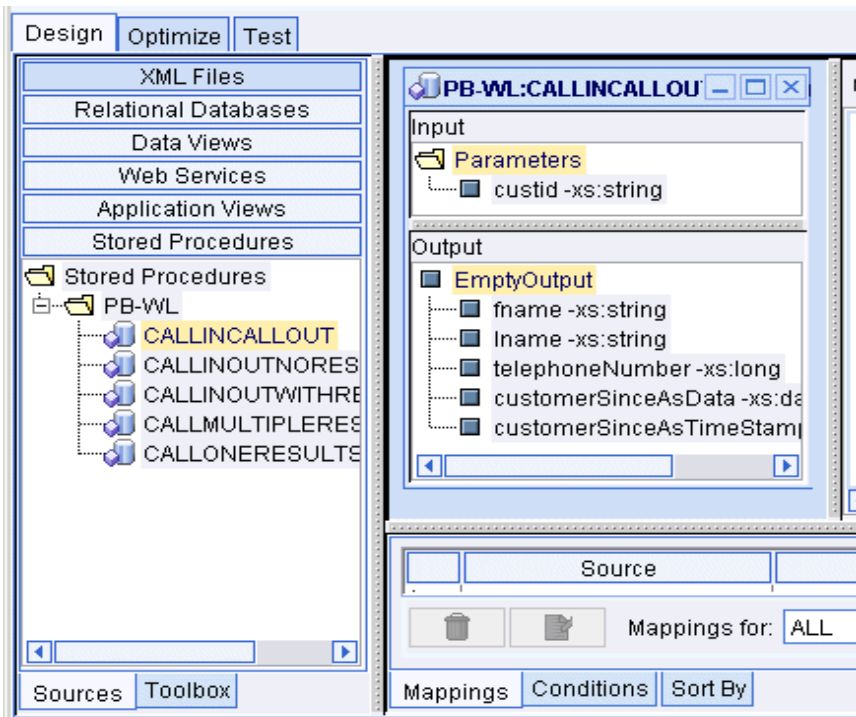 Design Optimize Test
XML Files
Relational Databases
Data Views
Web Services
Application Views
Stored Procedures
Stored Procedures
PB-WL
CALLINCALLOUT
CALLINOUTNORES
CALLINOUTWITHRE
CALLMULTIPLERES
CALLONERESULTS
Sources Toolbox
PB-WL:CALLINCALLOU
Input
Parameters
custid -xs:string
Output
EmptyOutput
fname -xs:string
lname -xs:string
telephoneNumber -xs:long
customerSinceAsData -xs:da
customerSinceAsTimeStam
Source
Mappings for: ALL
Mappings Conditions Sort By